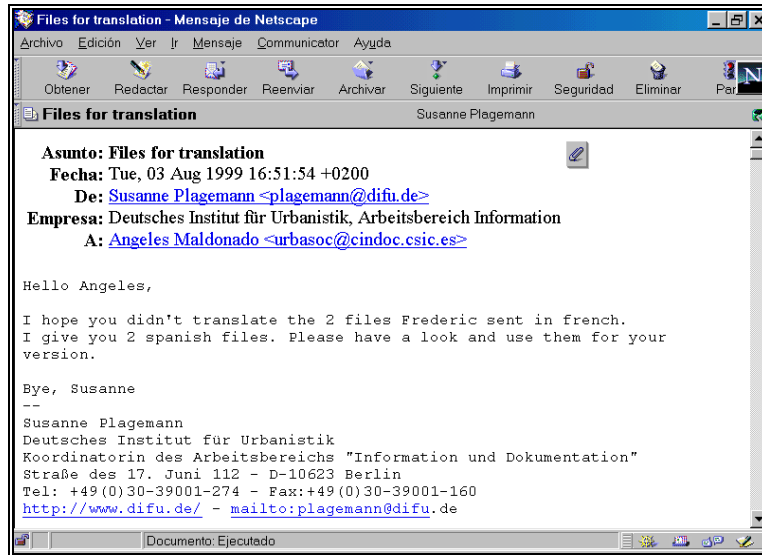 Files for translation - Mensaje de Netscape
Archivo Edición Ver Ir Mensaje Communicator Ayuda
Obtener Redactar Responder Reenviar Archivar Siguiente Imprimir Seguridad Eliminar Par N
Files for translation Susanne Plagemann
Asunto: Files for translation
Fecha: Tue, 03 Aug 1999 16:51:54 +0200
De: Susanne Plagemann <plagemann@difu.de>
Empresa: Deutsches Institut für Urbanistik, Arbeitsbereich Information
A: Angeles Maldonado <urbasoc@cindoc.csic.es>
Hello Angeles,
I hope you didn't translate the 2 files Frederic sent in french.
I give you 2 spanish files. Please have a look and use them for your
version.
Bye, Susanne
--
Susanne Plagemann
Deutsches Institut für Urbanistik
Koordinatorin des Arbeitsbereichs "Information und Dokumentation"
Straße des 17. Juni 112 - D-10623 Berlin
Tel: +49(0)30-39001-274 - Fax:+49(0)30-39001-160
http://www.difu.de/ - mailto:plagemann@difu.de
Documento: Ejecutado